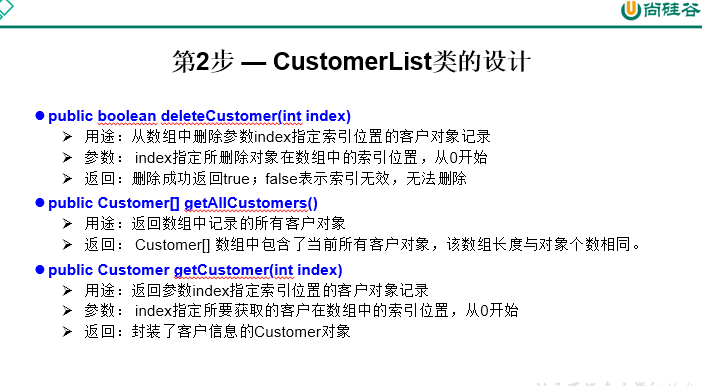 尚硅谷
第2步 — CustomerList类的设计
public boolean deleteCustomer(int index)
用途：从数组中删除参数index指定索引位置的客户对象记录
参数： index指定所删除对象在数组中的索引位置，从0开始
返回：删除成功返回true；false表示索引无效，无法删除
public Customer[] getAllCustomers()
用途：返回数组中记录的所有客户对象
返回： Customer[] 数组中包含了当前所有客户对象，该数组长度与对象个数相同。
public Customer getCustomer(int index)
用途：返回参数index指定索引位置的客户对象记录
参数： index指定所要获取的客户在数组中的索引位置，从0开始
返回：封装了客户信息的Customer对象